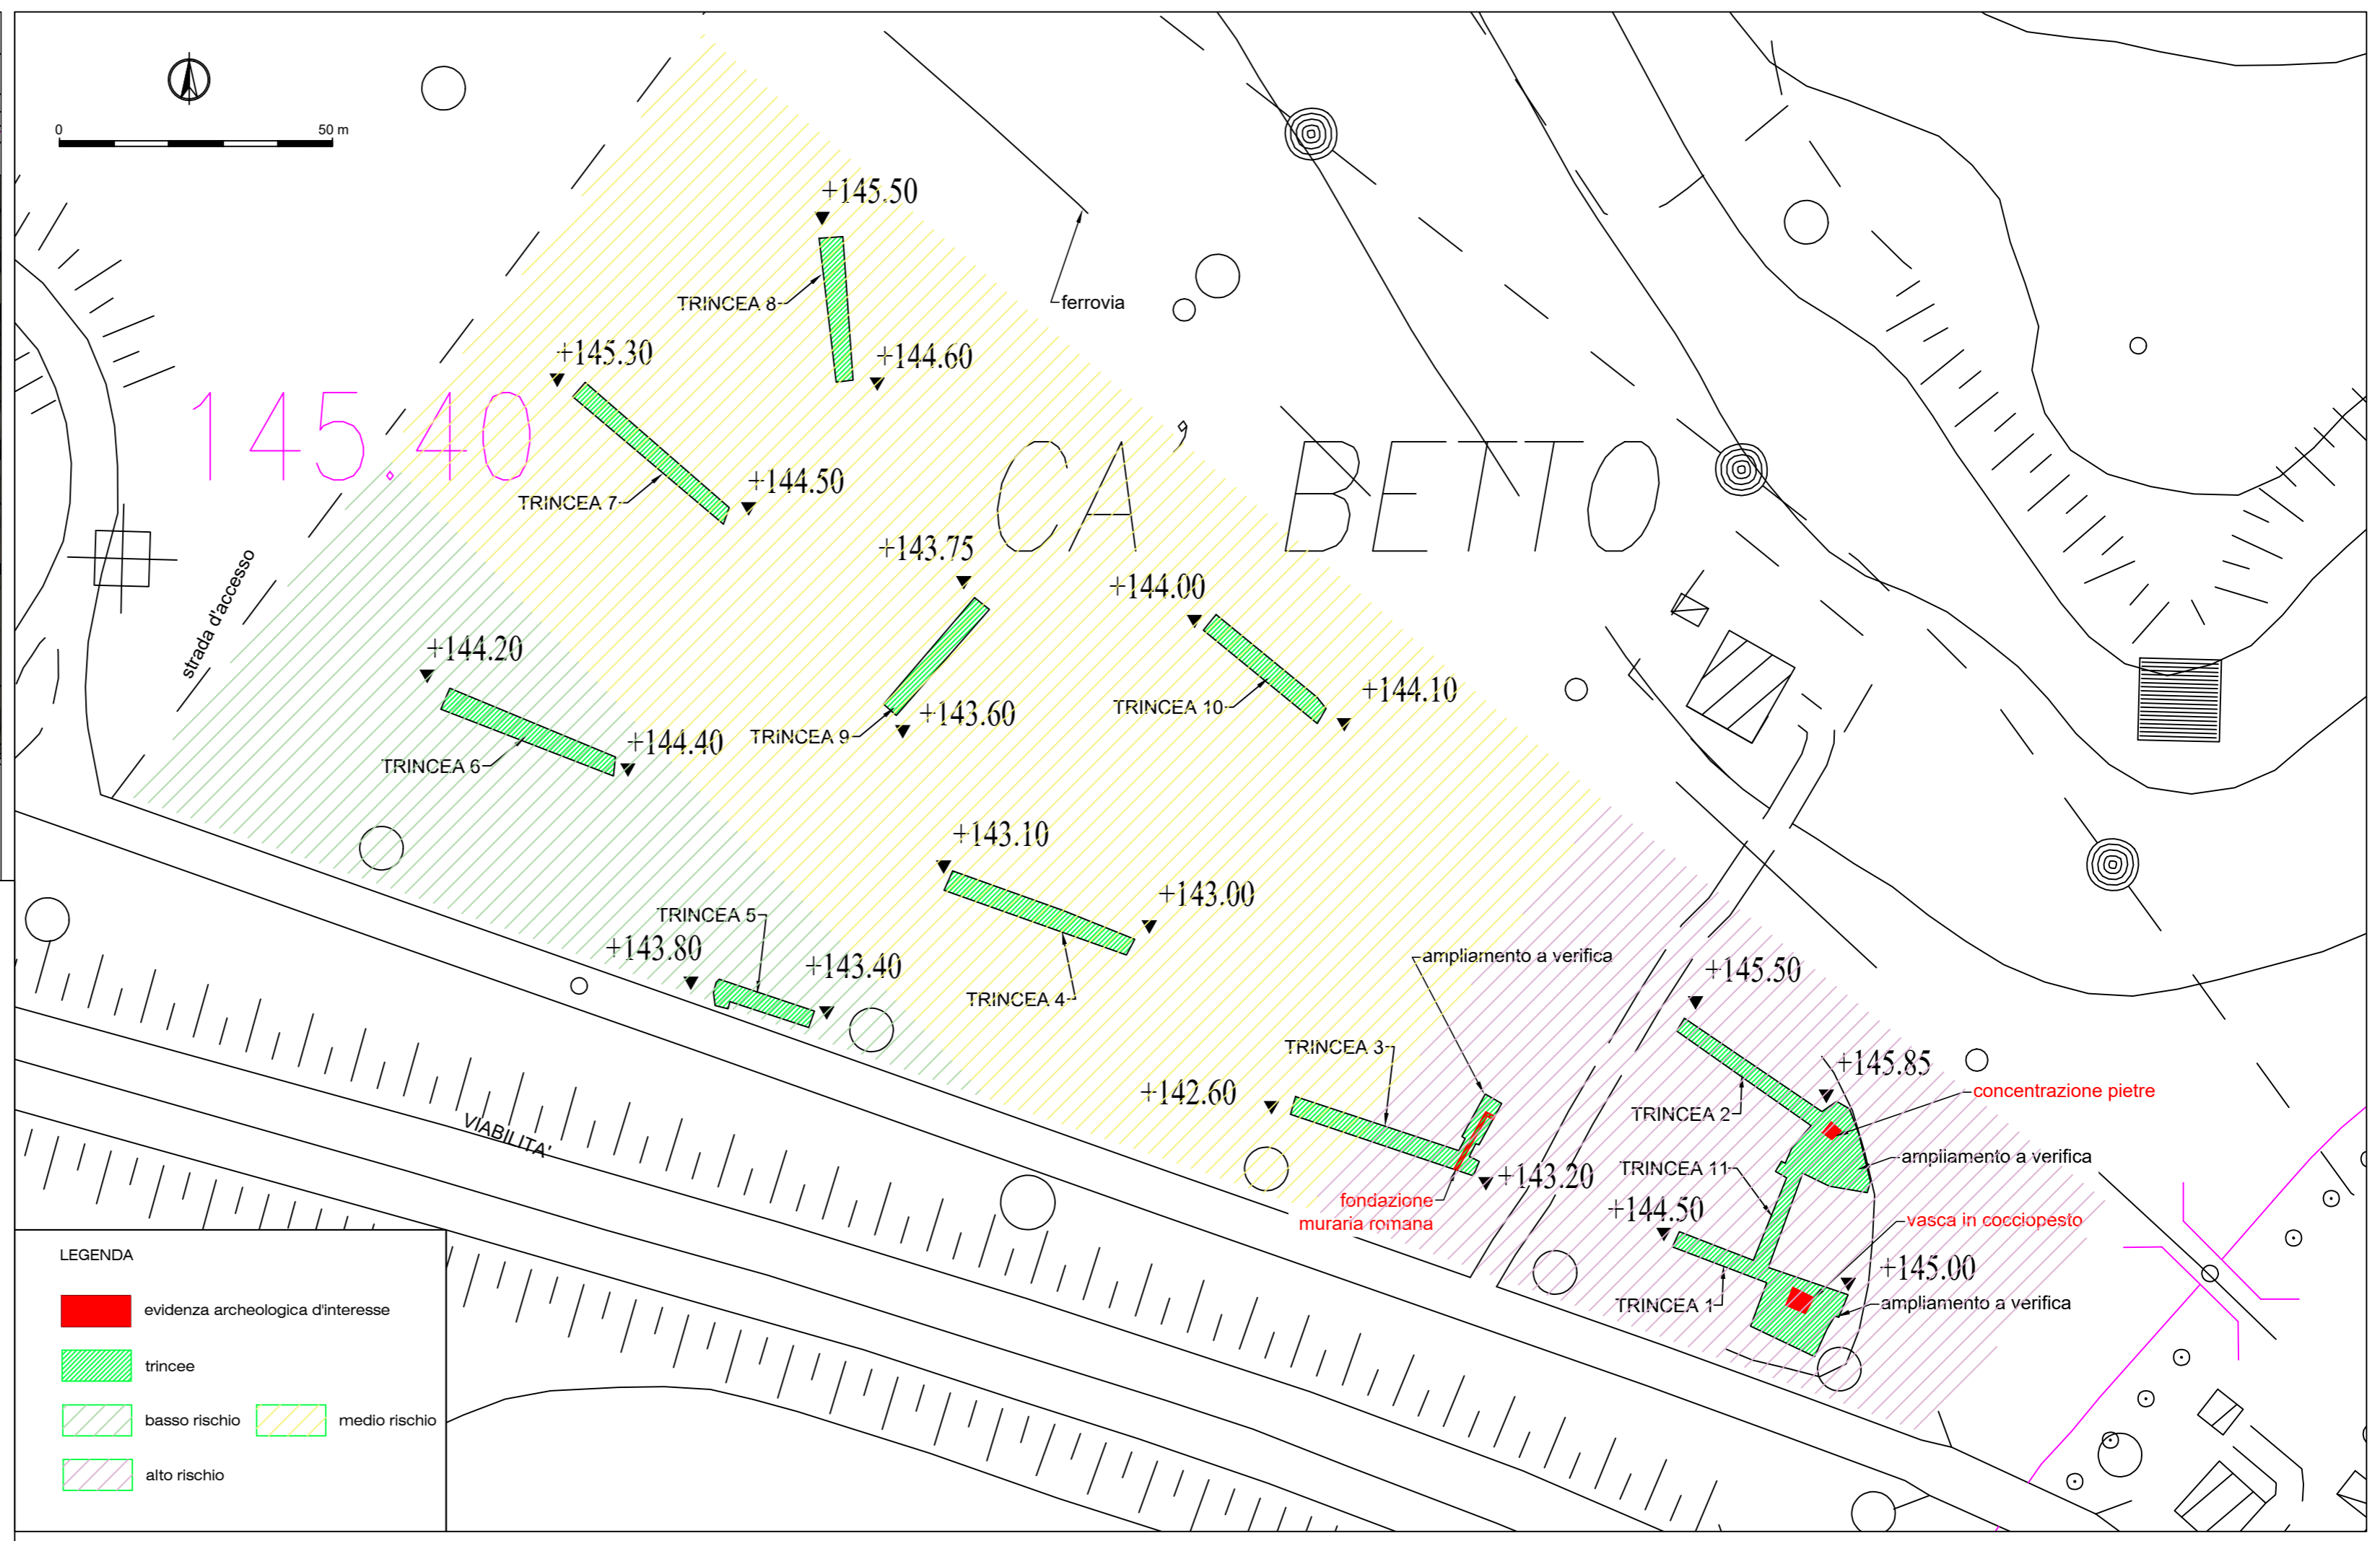 0 50 m
+145.50
TRINCEA 8
ferrovia
+145.30
+144.60
145.40
+144.50
TRINCEA 7
CA' BETTO
+143.75
+144.00
strada d'accesso
+144.20
+144.10
TRINCEA 10
+143.60
TRINCEA 9
+144.40
TRINCEA 6
+143.10
+143.00
TRINCEA 5
+143.80
+143.40
TRINCEA 4
ampliamento a verifica
+145.50
TRINCEA 3
+142.60
+145.85
concentrazione pietre
TRINCEA 2
VIABILITA'
ampliamento a verifica
TRINCEA 11
+143.20
fondazione
muraria romana
+144.50
vasca in cocciopesto
+145.00
TRINCEA 1
ampliamento a verifica
LEGENDA
evidenza archeologica d'interesse
trincee
basso rischio
medio rischio
alto rischio